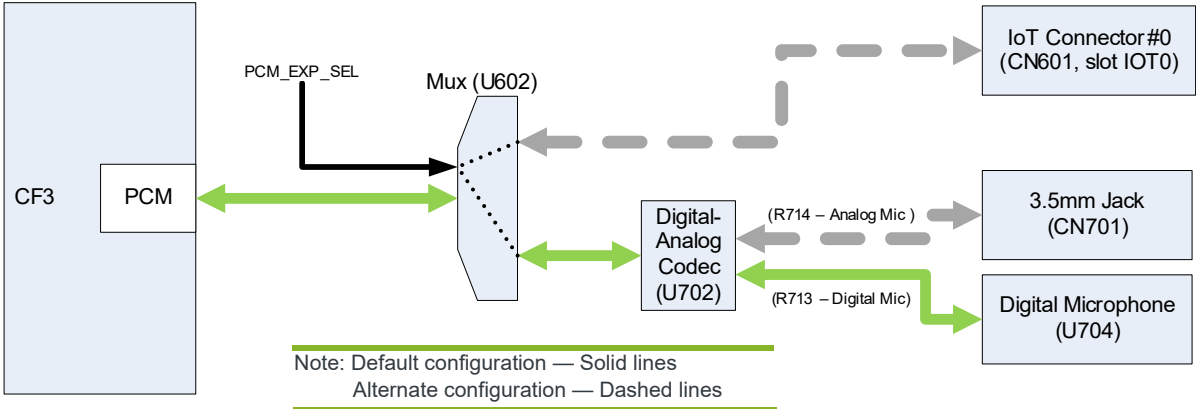 CF3
PCM
PCM_EXP_SEL
Mux (U602)
IoT Connector #0
(CN601, slot IOT0)
Digital-
Analog
Codec
(U702)
(R714 – Analog Mic )
(R713 – Digital Mic)
3.5mm Jack
(CN701)
Digital Microphone
(U704)
Note: Default configuration — Solid lines
Alternate configuration — Dashed lines